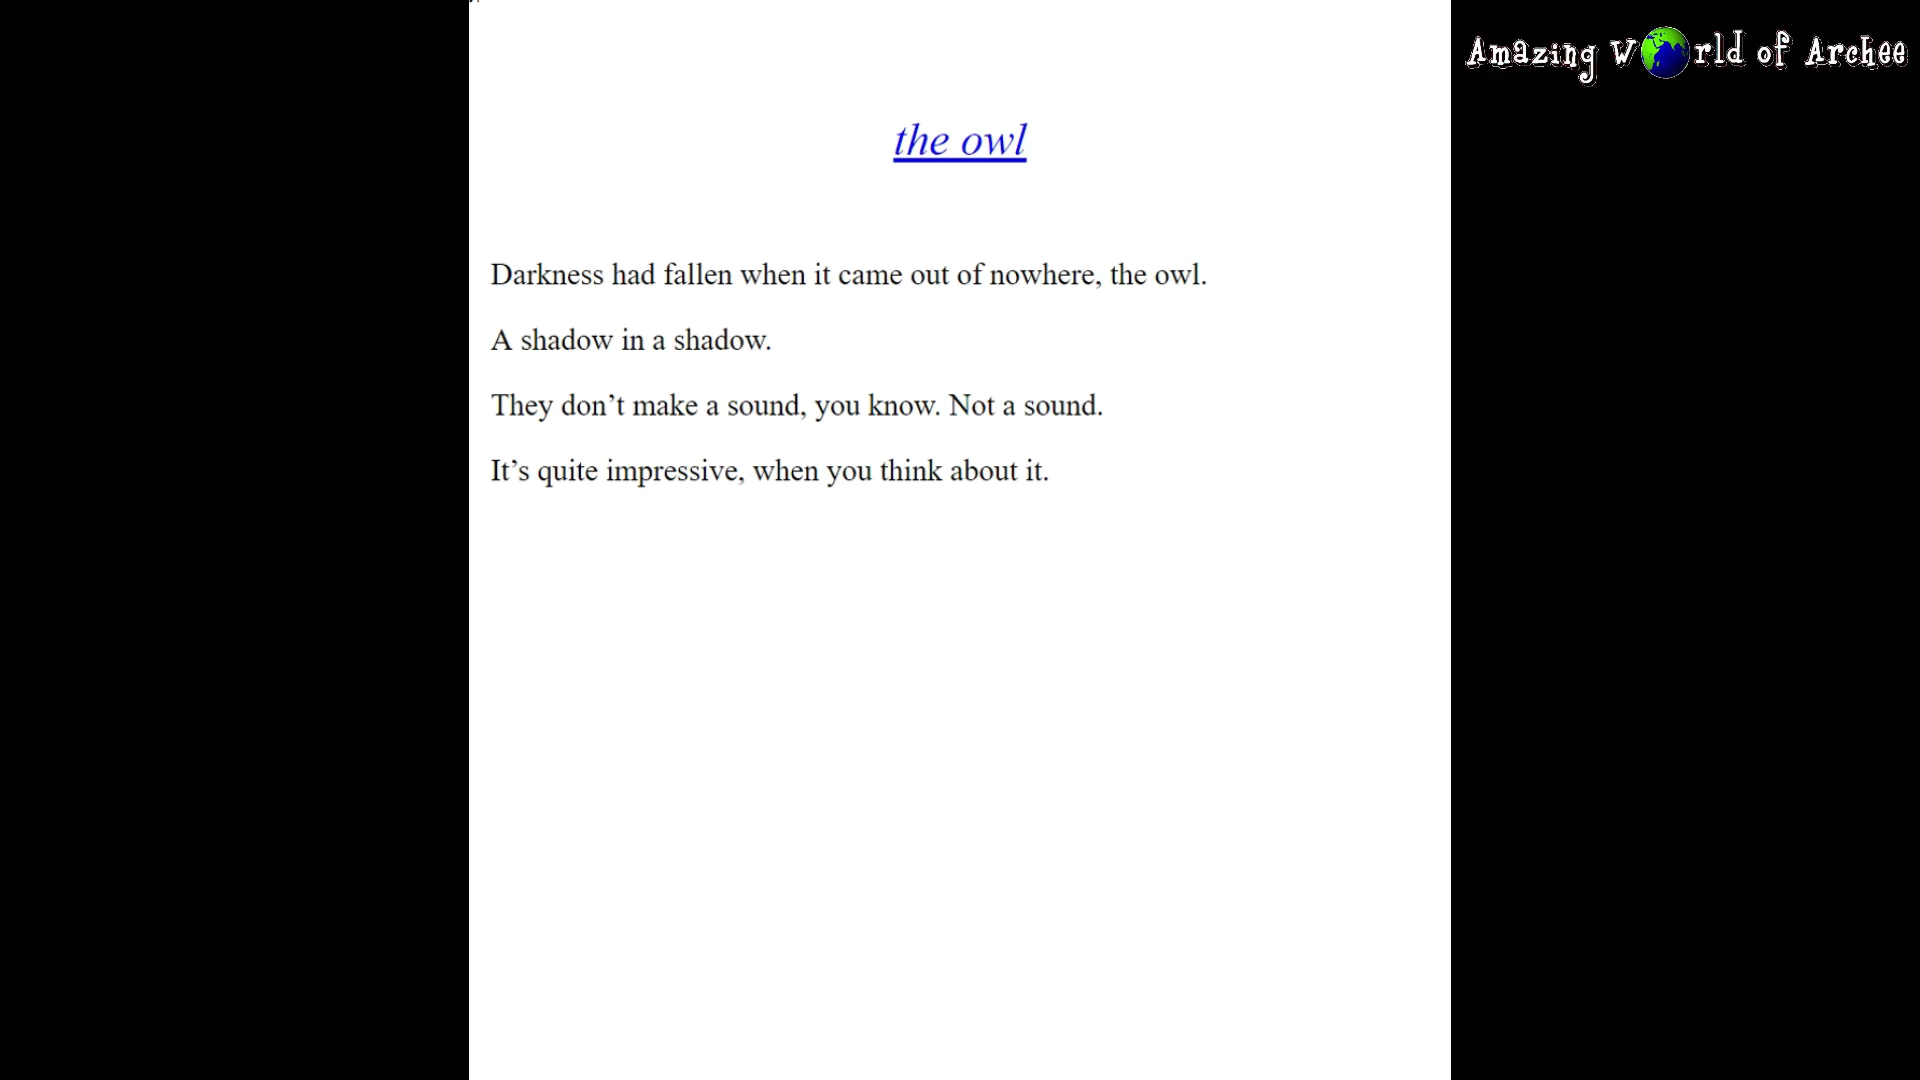 Amazing World of Archee
the owl
Darkness had fallen when it came out of nowhere, the owl.
A shadow in a shadow.
They don’t make a sound, you know. Not a sound.
It’s quite impressive, when you think about it.